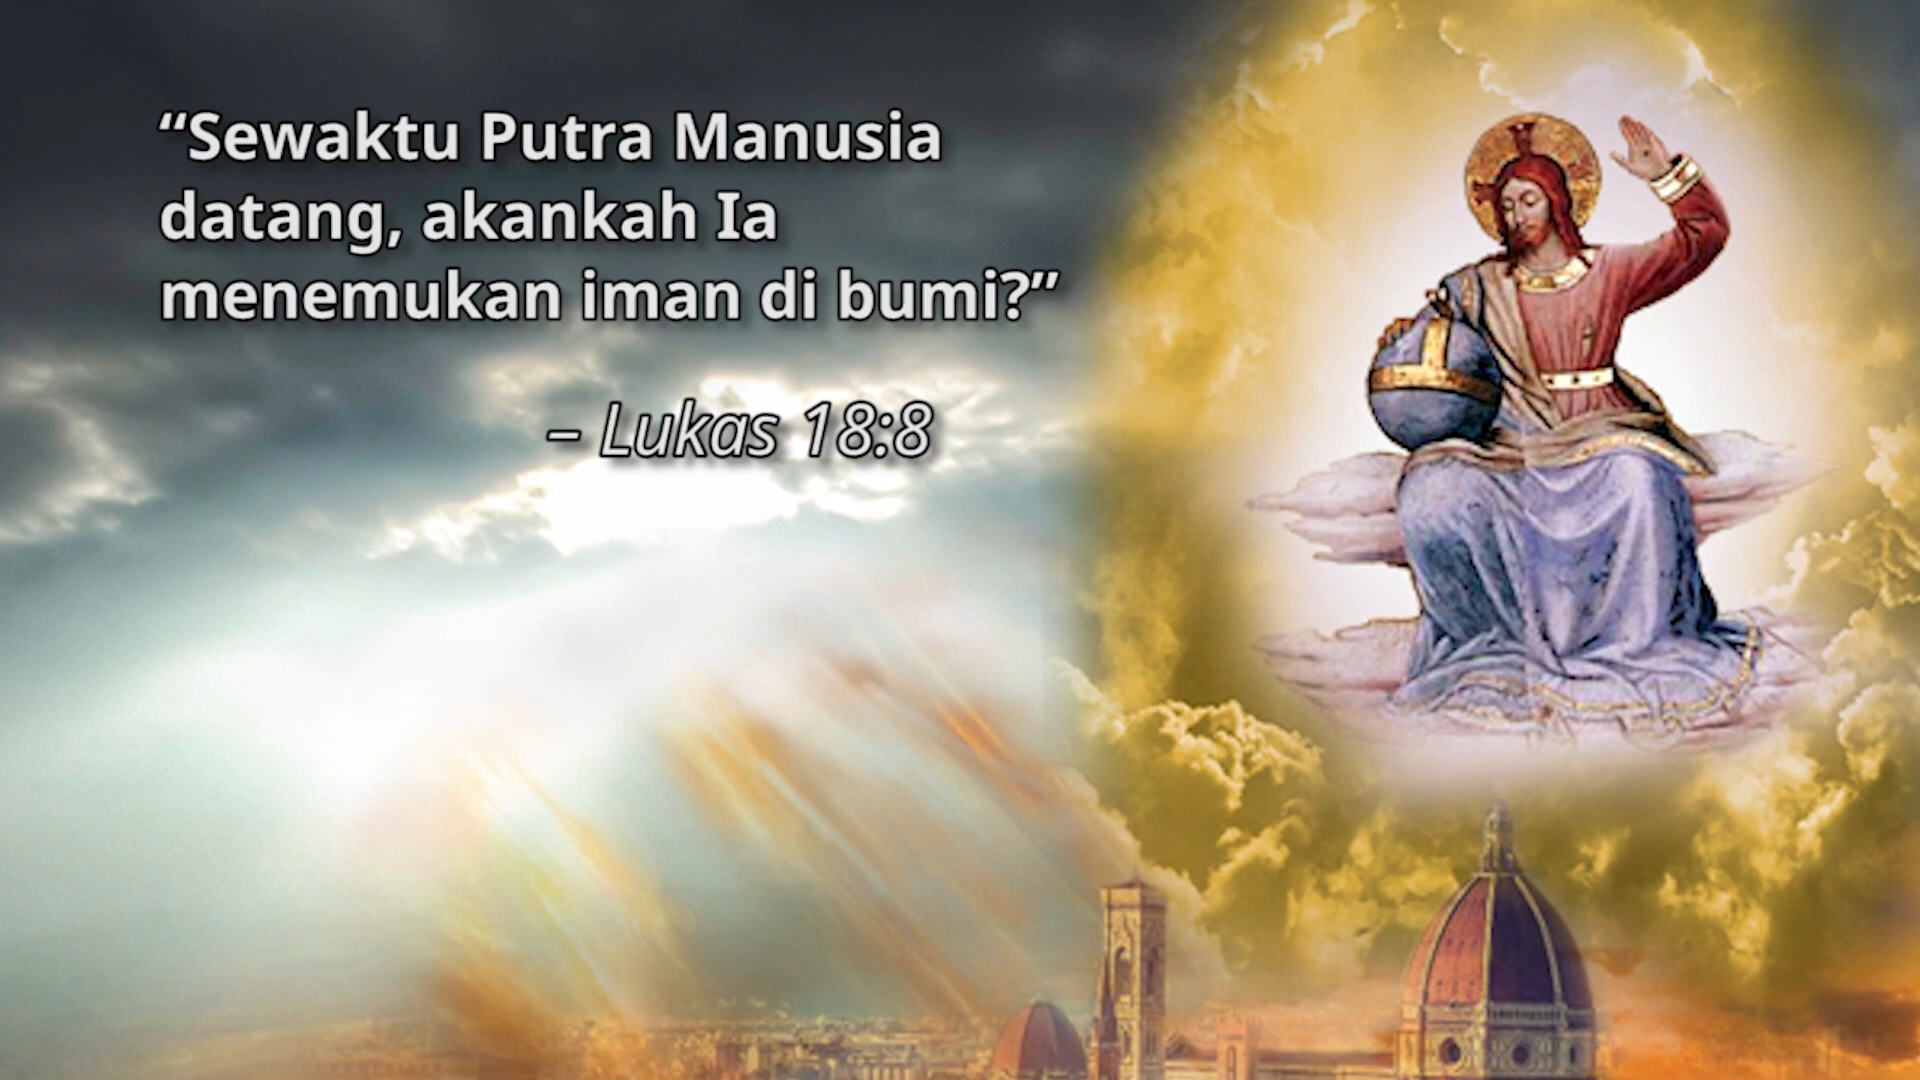 “Sewaktu Putra Manusia
datang, akankah Ia
menemukan iman di bumi?”
– Lukas 18:8